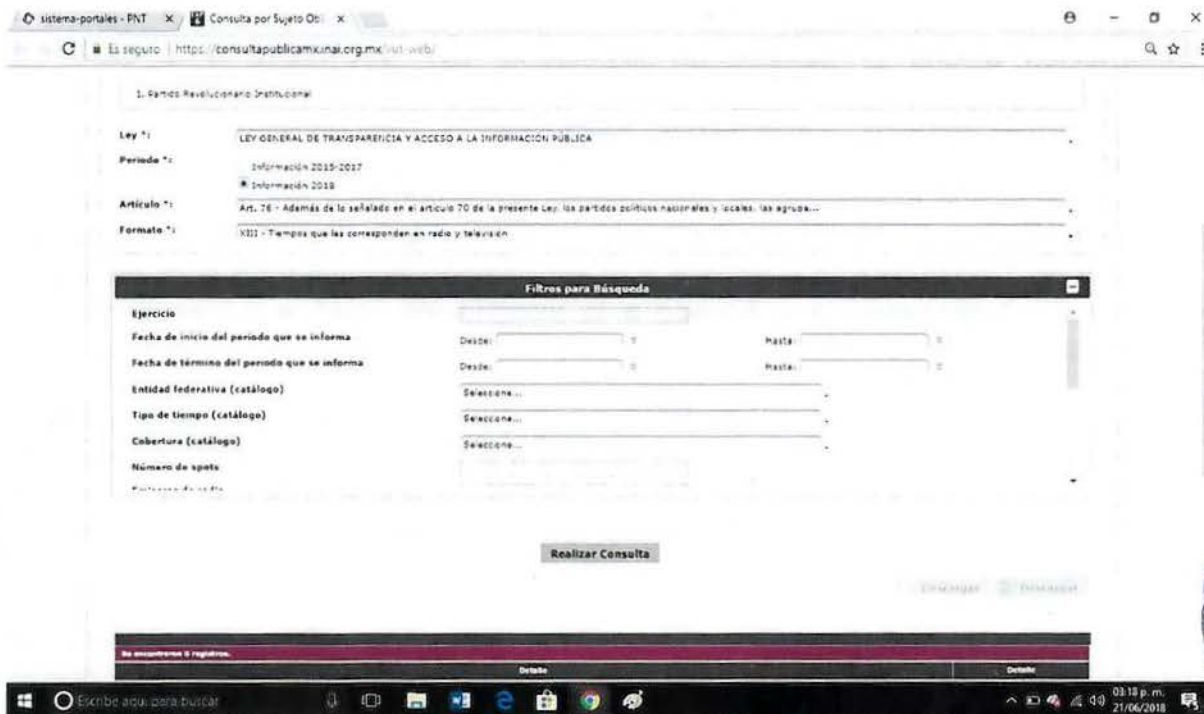 sistema-portales - PNT × Consulta por Sujeto Ob ×
Es seguro | https://consultapublicamx.inai.org.mx/vut-web/
1. Partido Revolucionario Institucional
Ley *: LEY GENERAL DE TRANSPARENCIA Y ACCESO A LA INFORMACIÓN PÚBLICA
Periodo *: Información 2015-2017
Información 2018
Artículo *: Art. 76 - Además de lo señalado en el artículo 70 de la presente Ley, los partidos políticos nacionales y locales, las agrupa...
Formato *: XIII - Tiempos que les corresponden en radio y televisión
Filtros para Búsqueda
Ejercicio
Fecha de inicio del periodo que se informa Desde: Hasta:
Fecha de término del periodo que se informa Desde: Hasta:
Entidad federativa (catálogo) Seleccione...
Tipo de tiempo (catálogo) Seleccione...
Cobertura (catálogo) Seleccione...
Número de spots
Realizar Consulta
Descargar Descargar
Detalle Detalle
Escribe aquí para buscar
03:18 p. m.
21/06/2018